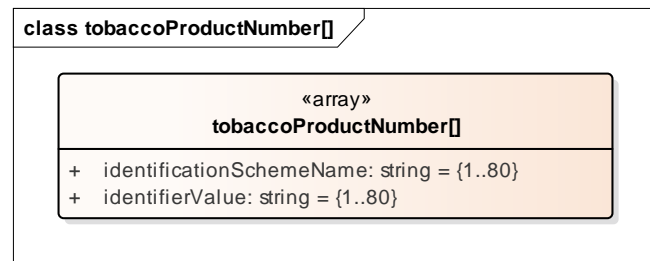 class tobaccoProductNumber[]
«array»
tobaccoProductNumber[]
+ identificationSchemeName: string = {1..80}
+ identifierValue: string = {1..80}